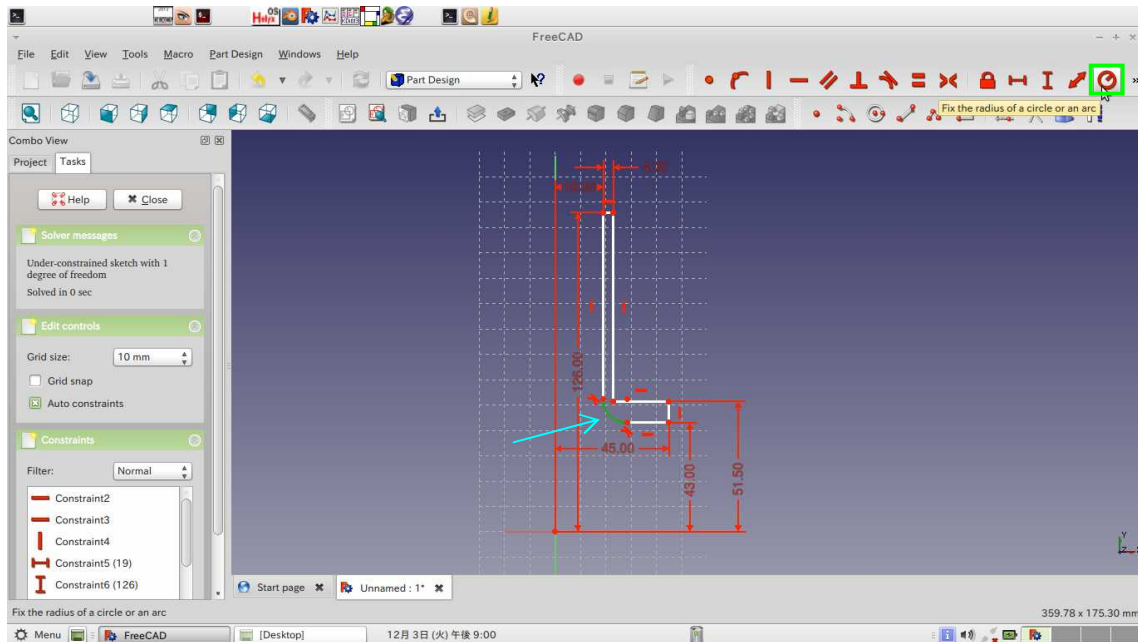 FreeCAD
File Edit View Tools Macro Part Design Windows Help
Part Design
Fix the radius of a circle or an arc
Combo View
Project Tasks
Help Close
Solver messages
Under-constrained sketch with 1
degree of freedom
Solved in 0 sec
Edit controls
Grid size: 10 mm
Grid snap
Auto constraints
Constraints
Filter: Normal
Constraint2
Constraint3
Constraint4
Constraint5 (19)
Constraint6 (126)
126.00
45.00
43.00
51.50
Y
Z
Start page
Unnamed : 1*
Fix the radius of a circle or an arc
359.78 x 175.30 mm
Menu
FreeCAD
[Desktop]
12月 3日 (火) 午後 9:00